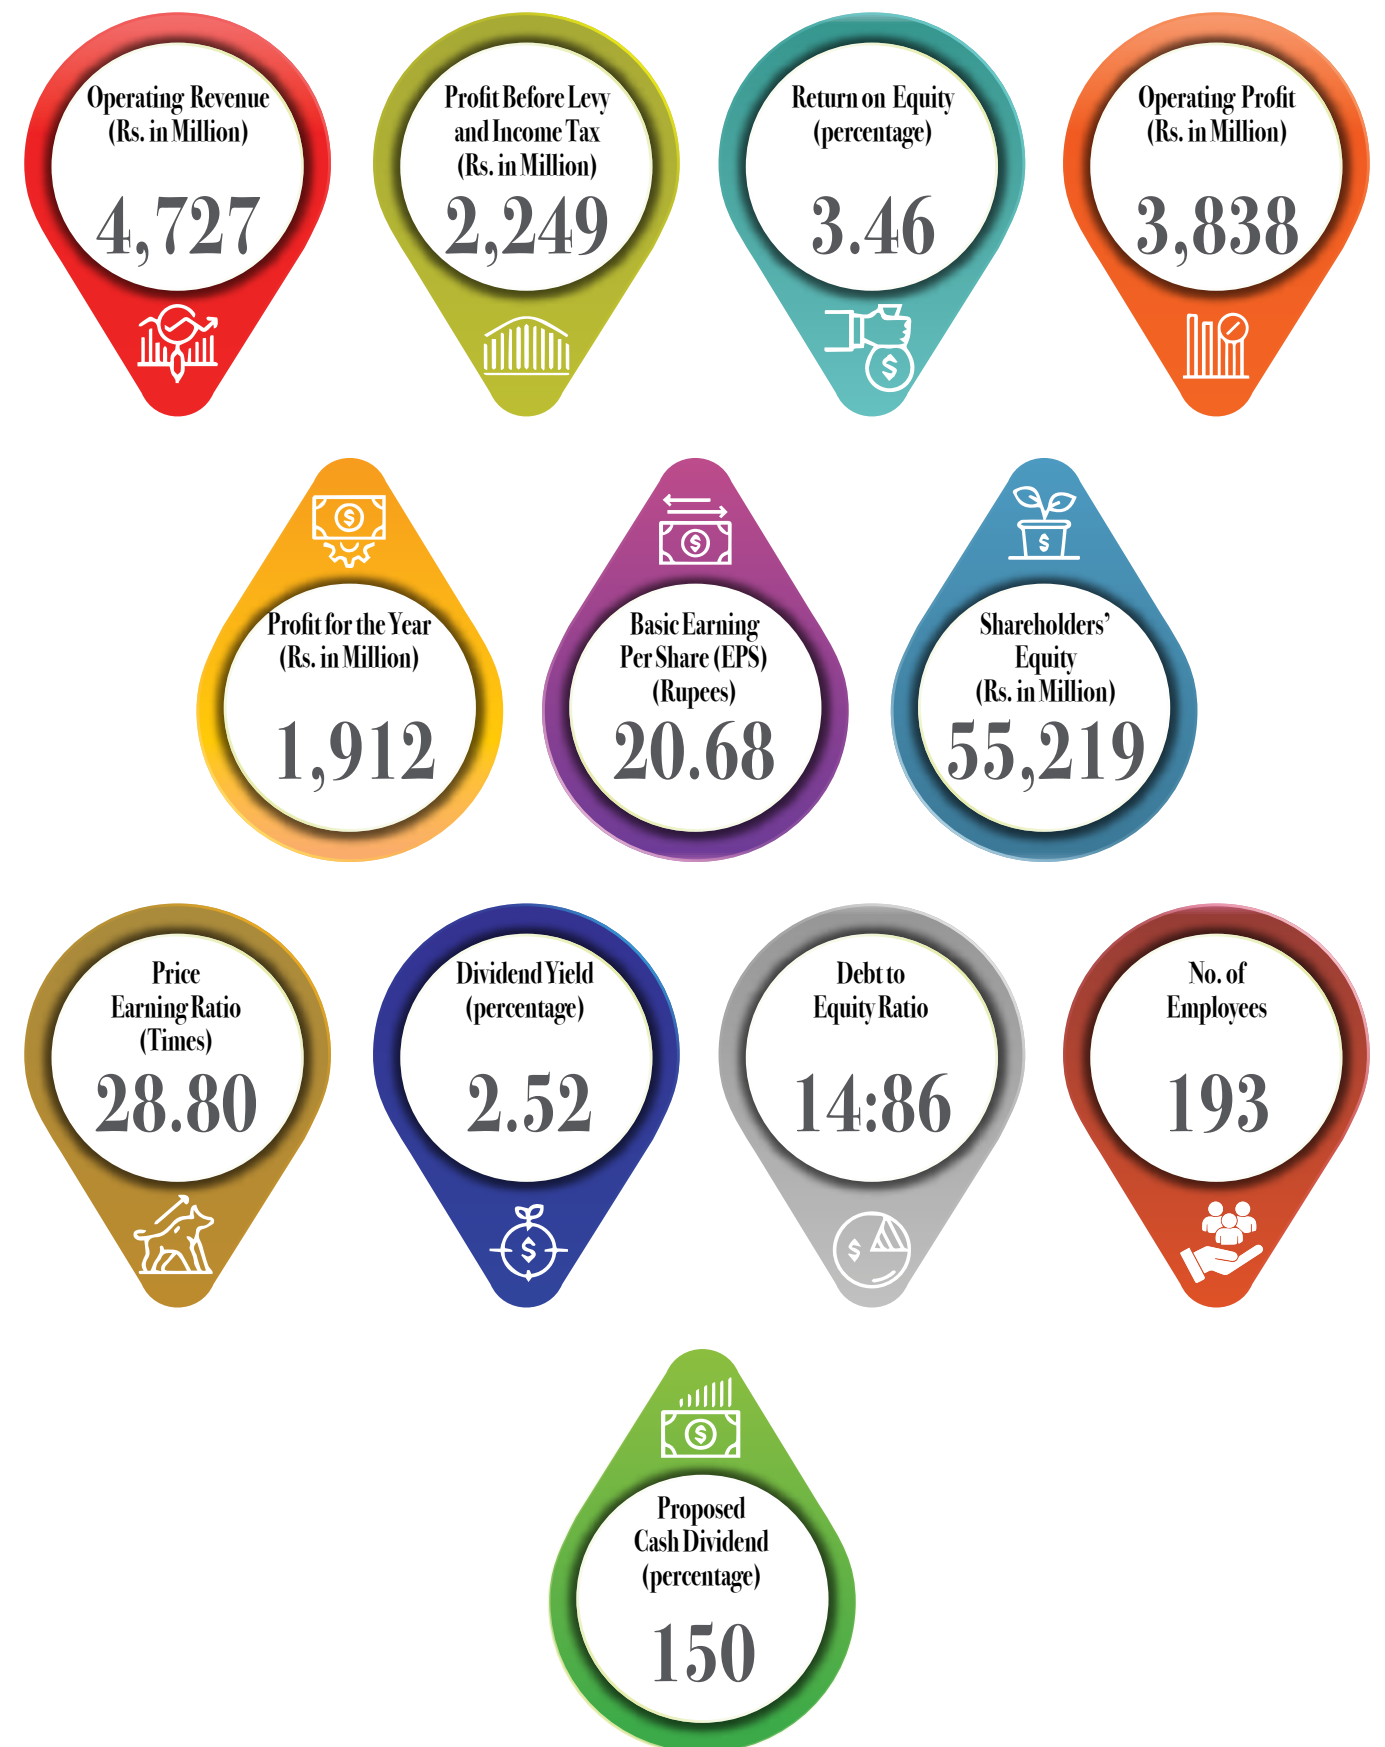 Operating Revenue
(Rs. in Million)
4,727
Profit Before Levy
and Income Tax
(Rs. in Million)
2,249
Return on Equity
(percentage)
3.46
Operating Profit
(Rs. in Million)
3,838
Profit for the Year
(Rs. in Million)
1,912
Basic Earning
Per Share (EPS)
(Rupees)
20.68
Shareholders’
Equity
(Rs. in Million)
55,219
Price
Earning Ratio
(Times)
28.80
Dividend Yield
(percentage)
2.52
Debt to
Equity Ratio
14:86
No. of
Employees
193
Proposed
Cash Dividend
(percentage)
150